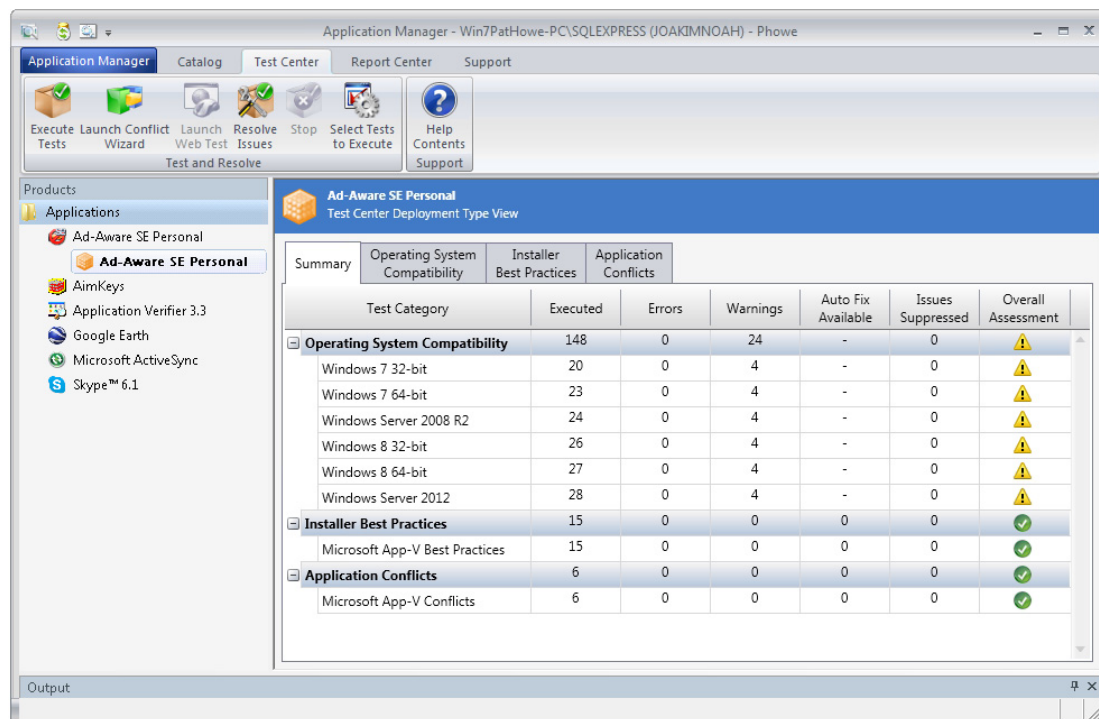 Application Manager - Win7PatHowe-PC\SQLEXPRESS (JOAKIMNOAH) - Phowe
Application Manager Catalog Test Center Report Center Support
Execute Tests
Launch Conflict Wizard
Launch Web Test
Resolve Issues
Stop
Select Tests to Execute
Help Contents
Test and Resolve Support
Products
Applications
Ad-Aware SE Personal
Ad-Aware SE Personal
AimKeys
Application Verifier 3.3
Google Earth
Microsoft ActiveSync
Skype™ 6.1
Ad-Aware SE Personal
Test Center Deployment Type View
Summary
Operating System Compatibility
Installer Best Practices
Application Conflicts
Test Category Executed Errors Warnings Auto Fix Available Issues Suppressed Overall Assessment
Operating System Compatibility 148 0 24 - 0
Windows 7 32-bit 20 0 4 - 0
Windows 7 64-bit 23 0 4 - 0
Windows Server 2008 R2 24 0 4 - 0
Windows 8 32-bit 26 0 4 - 0
Windows 8 64-bit 27 0 4 - 0
Windows Server 2012 28 0 4 - 0
Installer Best Practices 15 0 0 0 0
Microsoft App-V Best Practices 15 0 0 0 0
Application Conflicts 6 0 0 0 0
Microsoft App-V Conflicts 6 0 0 0 0
Output